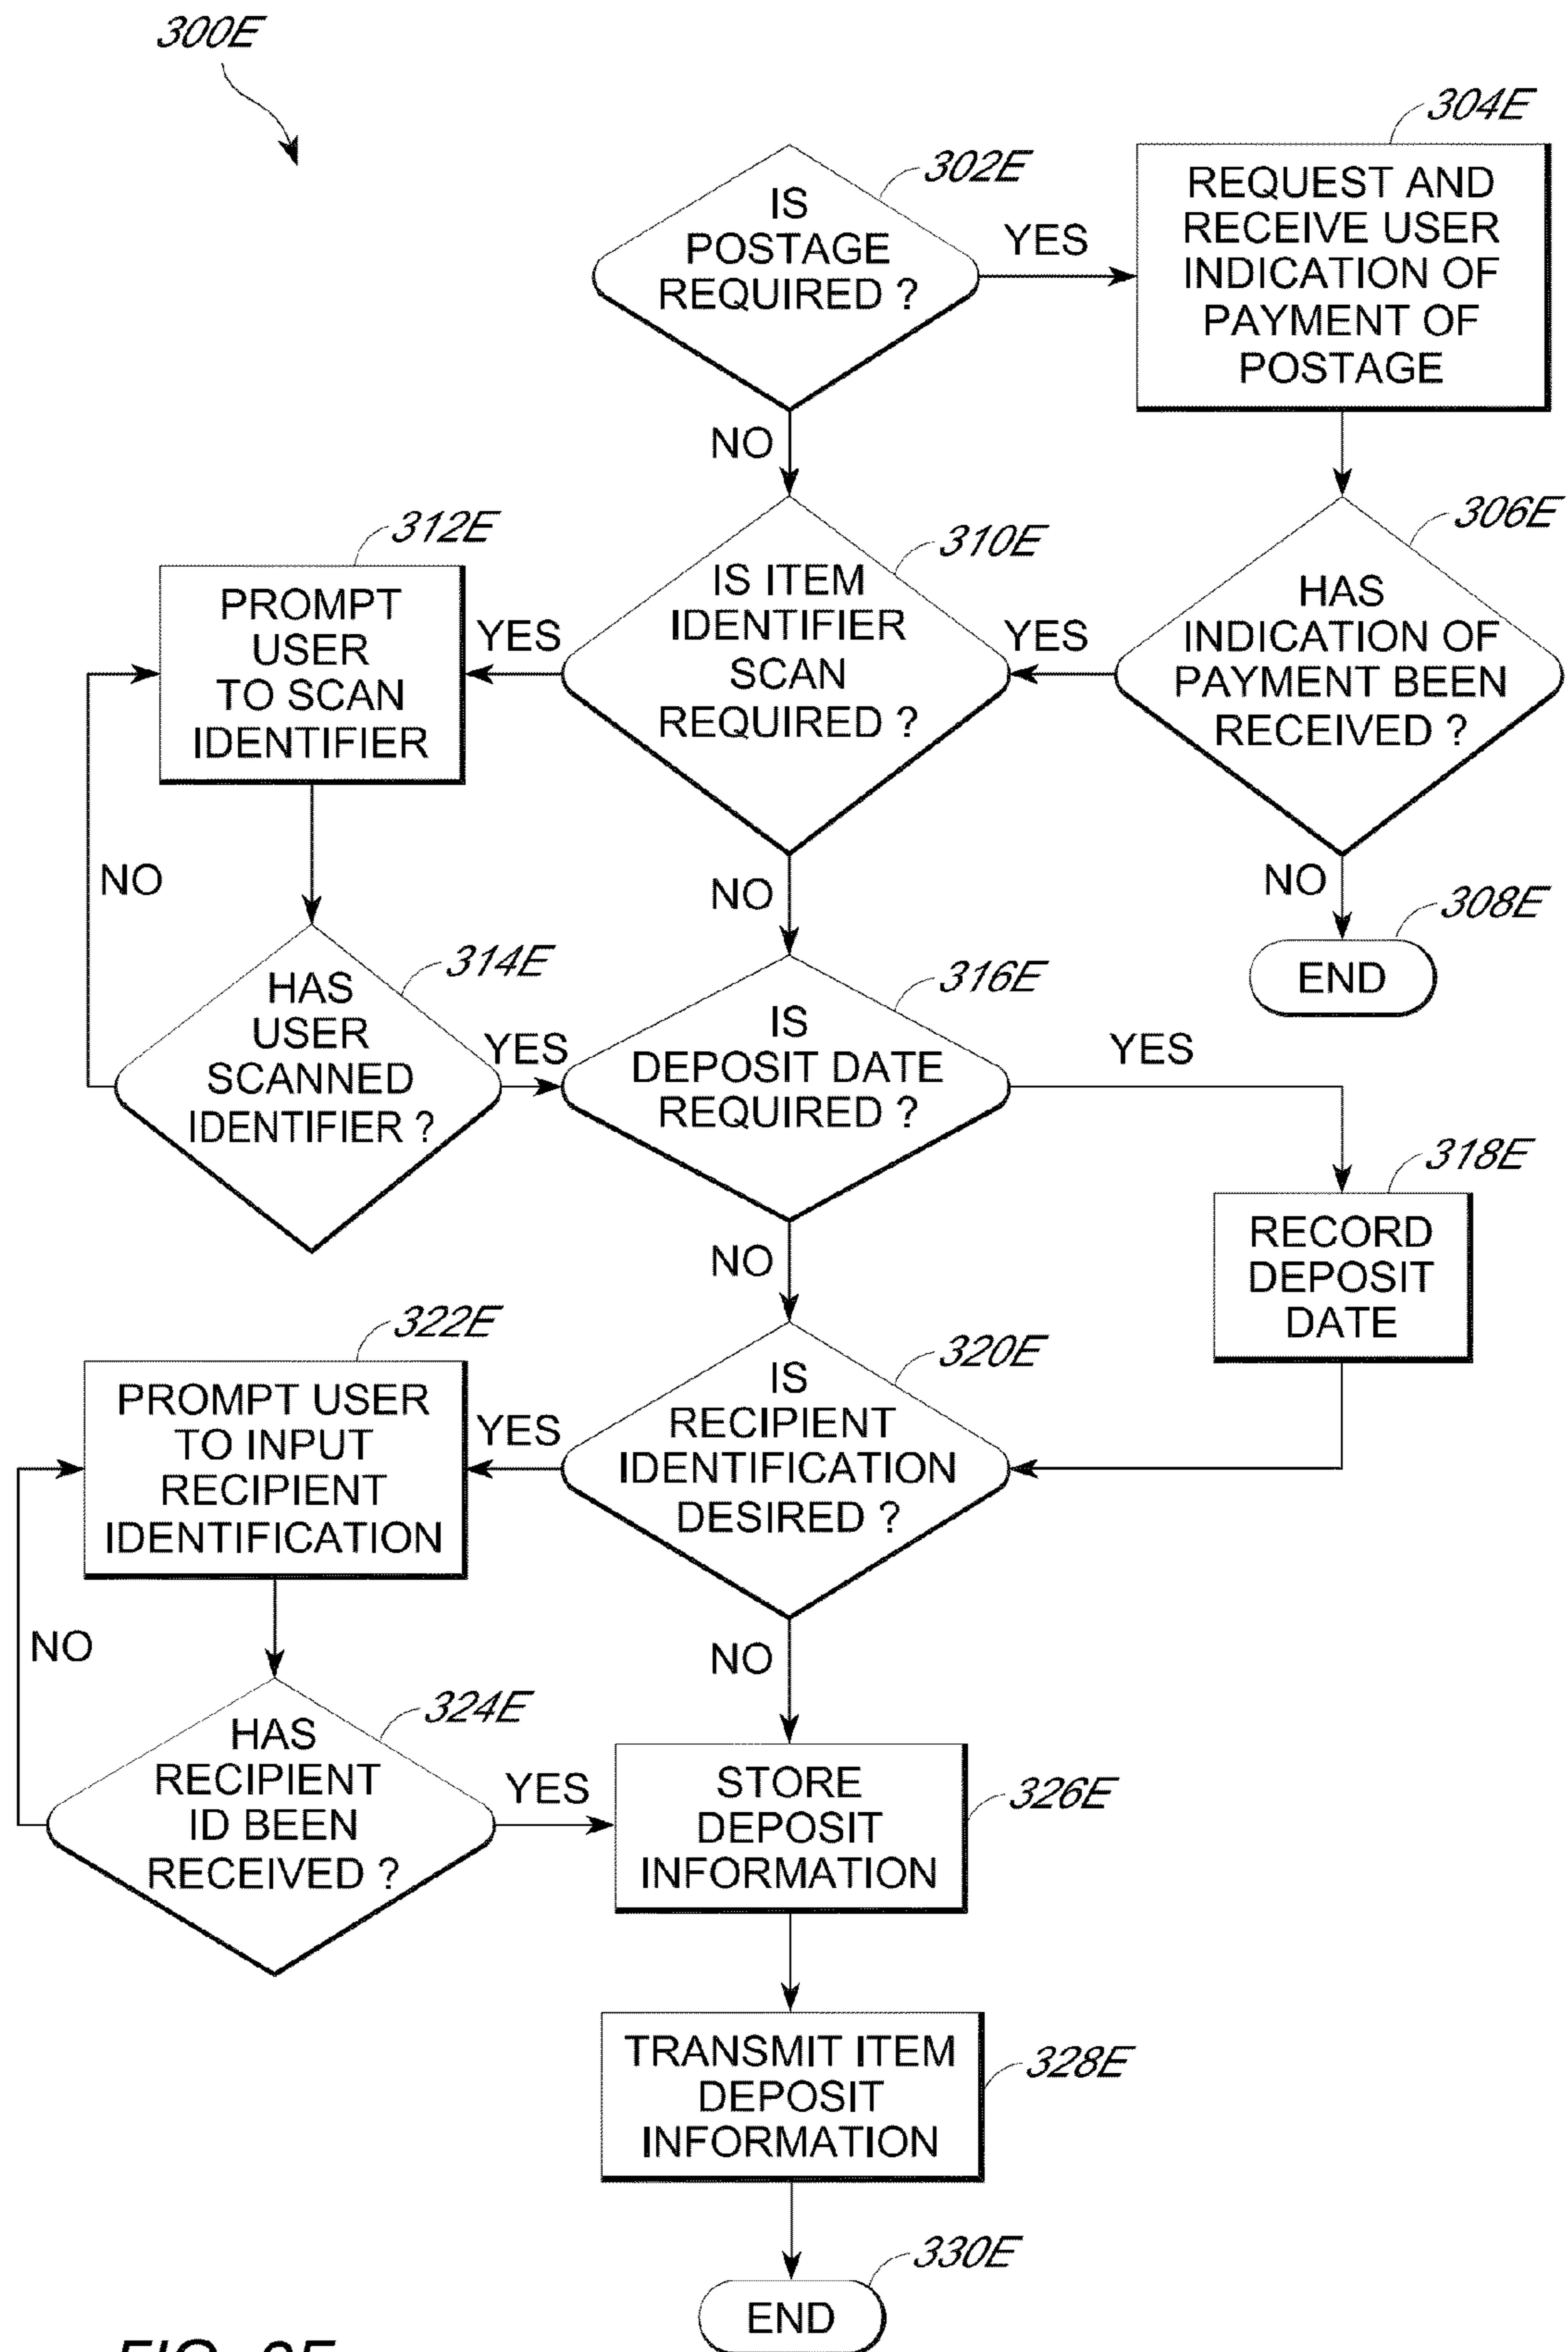 300E
302E
IS
POSTAGE
REQUIRED ?
YES
304E
REQUEST AND
RECEIVE USER
INDICATION OF
PAYMENT OF
POSTAGE
NO
306E
HAS
INDICATION OF
PAYMENT BEEN
RECEIVED ?
YES
NO
308E
END
310E
IS ITEM
IDENTIFIER
SCAN
REQUIRED ?
YES
NO
312E
PROMPT
USER
TO SCAN
IDENTIFIER
NO
314E
HAS
USER
SCANNED
IDENTIFIER ?
YES
316E
IS
DEPOSIT DATE
REQUIRED ?
YES
NO
318E
RECORD
DEPOSIT
DATE
320E
IS
RECIPIENT
IDENTIFICATION
DESIRED ?
YES
NO
322E
PROMPT USER
TO INPUT
RECIPIENT
IDENTIFICATION
NO
324E
HAS
RECIPIENT
ID BEEN
RECEIVED ?
YES
326E
STORE
DEPOSIT
INFORMATION
328E
TRANSMIT ITEM
DEPOSIT
INFORMATION
330E
END